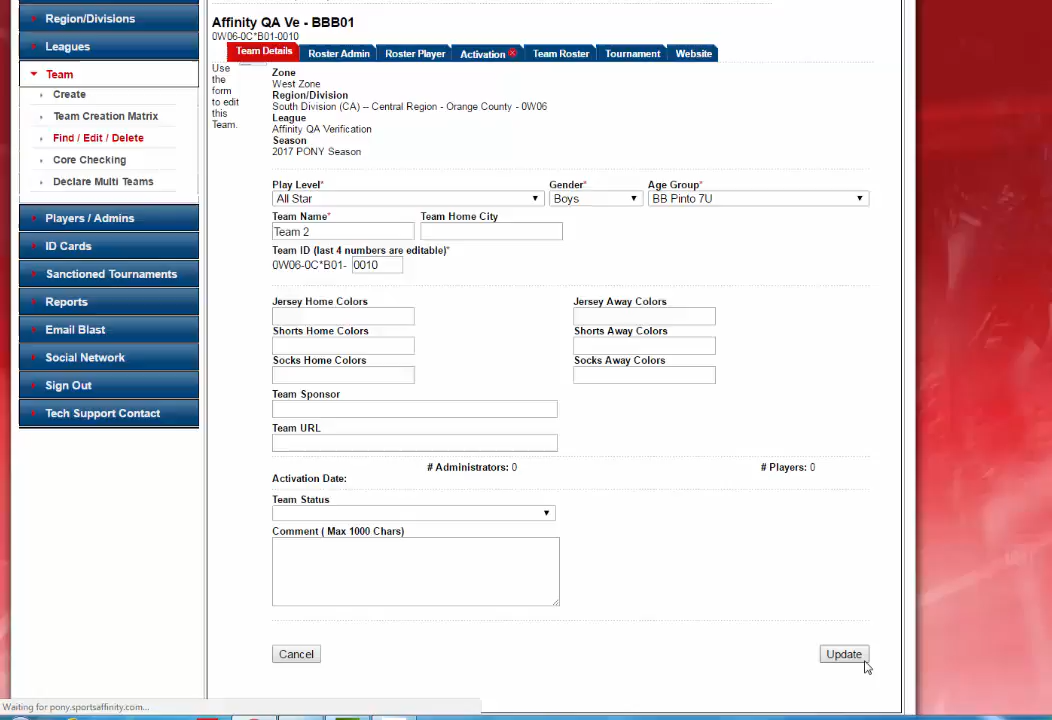 Affinity QA Ve - BBB01
0W06-0C*B01-0010
Region/Divisions
Leagues
Team
Create
Team Creation Matrix
Find / Edit / Delete
Core Checking
Declare Multi Teams
Players / Admins
ID Cards
Sanctioned Tournaments
Reports
Email Blast
Social Network
Sign Out
Tech Support Contact
Team Details
Roster Admin
Roster Player
Activation
Team Roster
Tournament
Website
Use
the
form
to edit
this
Team.
Zone
West Zone
Region/Division
South Division (CA) -- Central Region - Orange County - 0W06
League
Affinity QA Verification
Season
2017 PONY Season
Play Level* Gender* Age Group*
All Star Boys BB Pinto 7U
Team Name* Team Home City
Team 2
Team ID (last 4 numbers are editable)*
0W06-0C*B01- 0010
Jersey Home Colors Jersey Away Colors
Shorts Home Colors Shorts Away Colors
Socks Home Colors Socks Away Colors
Team Sponsor
Team URL
# Administrators: 0 # Players: 0
Activation Date:
Team Status
Comment ( Max 1000 Chars)
Cancel Update
Waiting for pony.sportsaffinity.com...